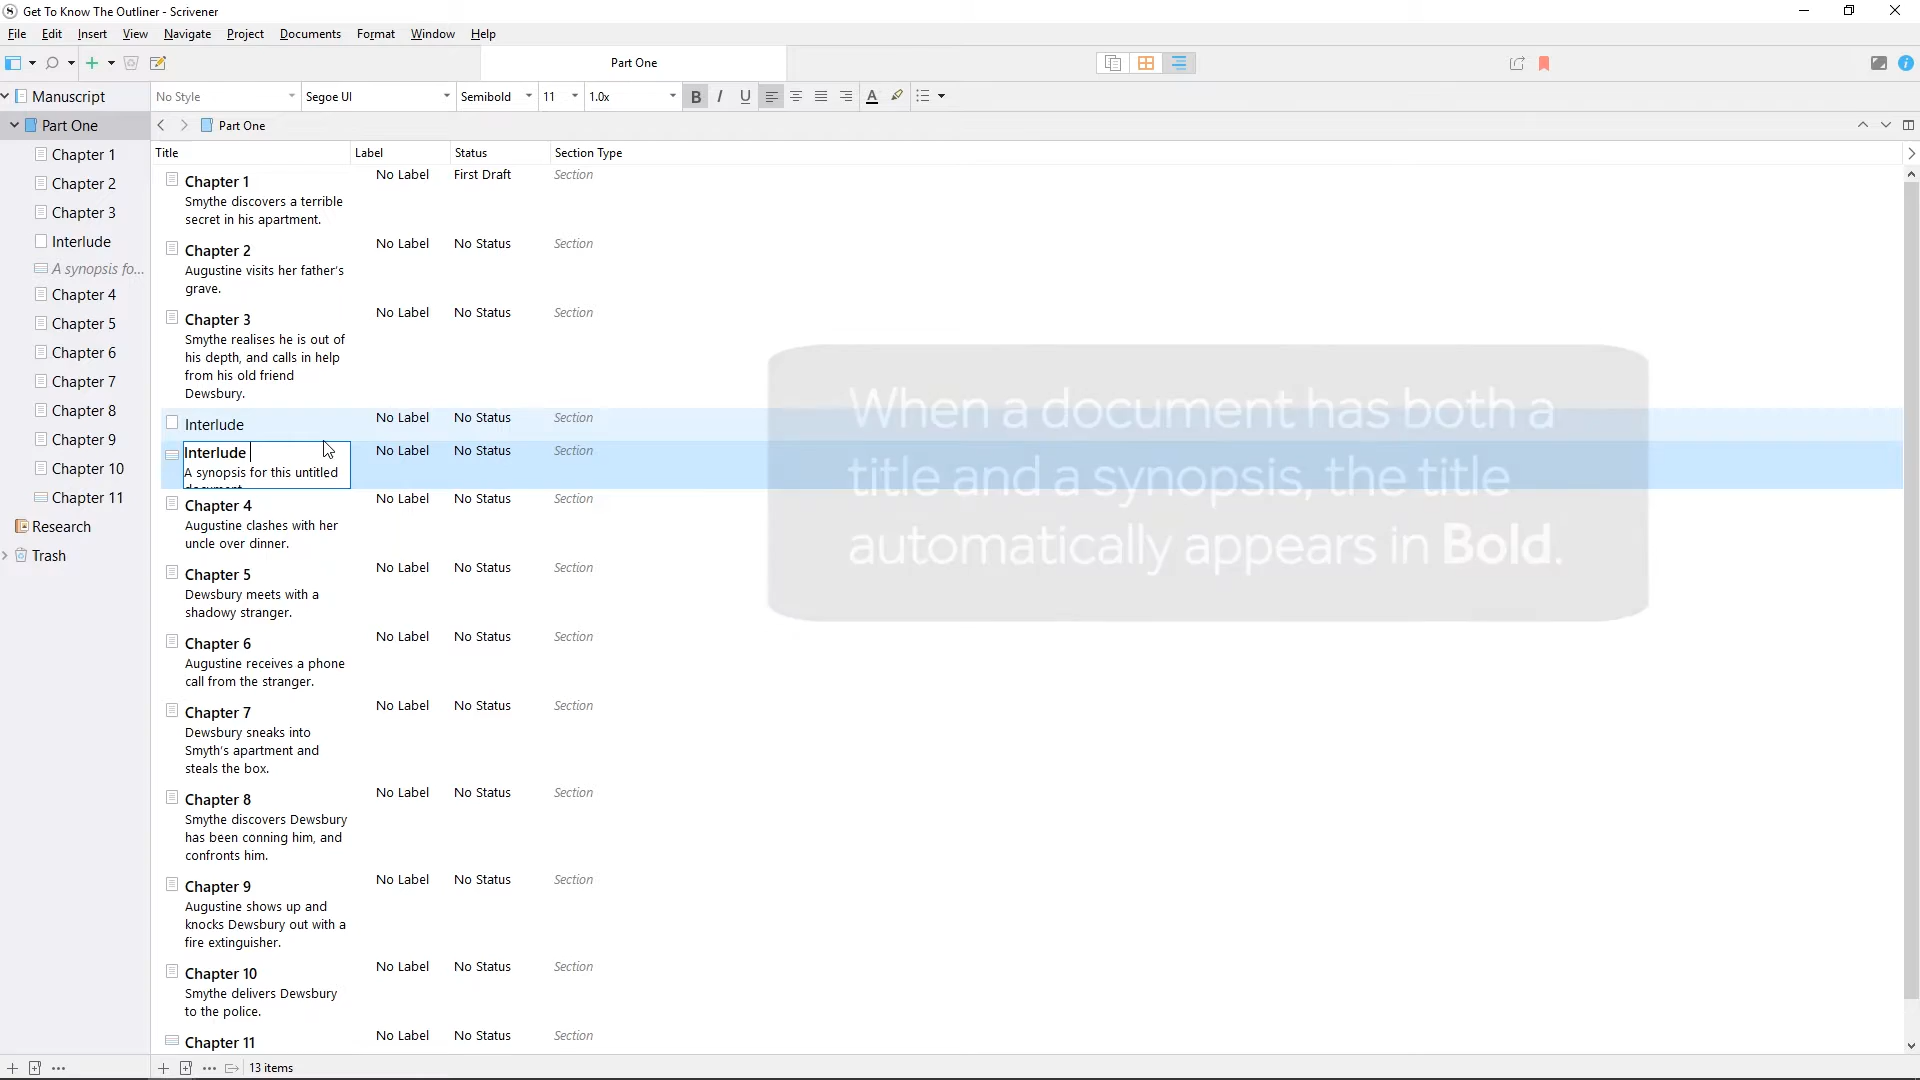 Get To Know The Outliner - Scrivener
File Edit Insert View Navigate Project Documents Format Window Help
Part One
No Style Segoe UI Semibold 11 1.0x B I U A
Manuscript
Part One
Chapter 1
Chapter 2
Chapter 3
Interlude
A synopsis fo...
Chapter 4
Chapter 5
Chapter 6
Chapter 7
Chapter 8
Chapter 9
Chapter 10
Chapter 11
Research
Trash
Part One
Title Label Status Section Type
Chapter 1 No Label First Draft Section
Smythe discovers a terrible
secret in his apartment.
Chapter 2 No Label No Status Section
Augustine visits her father's
grave.
Chapter 3 No Label No Status Section
Smythe realises he is out of
his depth, and calls in help
from his old friend
Dewsbury.
Interlude No Label No Status Section
Interlude No Label No Status Section
A synopsis for this untitled
document.
Chapter 4 No Label No Status Section
Augustine clashes with her
uncle over dinner.
Chapter 5 No Label No Status Section
Dewsbury meets with a
shadowy stranger.
Chapter 6 No Label No Status Section
Augustine receives a phone
call from the stranger.
Chapter 7 No Label No Status Section
Dewsbury sneaks into
Smyth's apartment and
steals the box.
Chapter 8 No Label No Status Section
Smythe discovers Dewsbury
has been conning him, and
confronts him.
Chapter 9 No Label No Status Section
Augustine shows up and
knocks Dewsbury out with a
fire extinguisher.
Chapter 10 No Label No Status Section
Smythe delivers Dewsbury
to the police.
Chapter 11 No Label No Status Section
When a document has both a
title and a synopsis, the title
automatically appears in Bold.
13 items